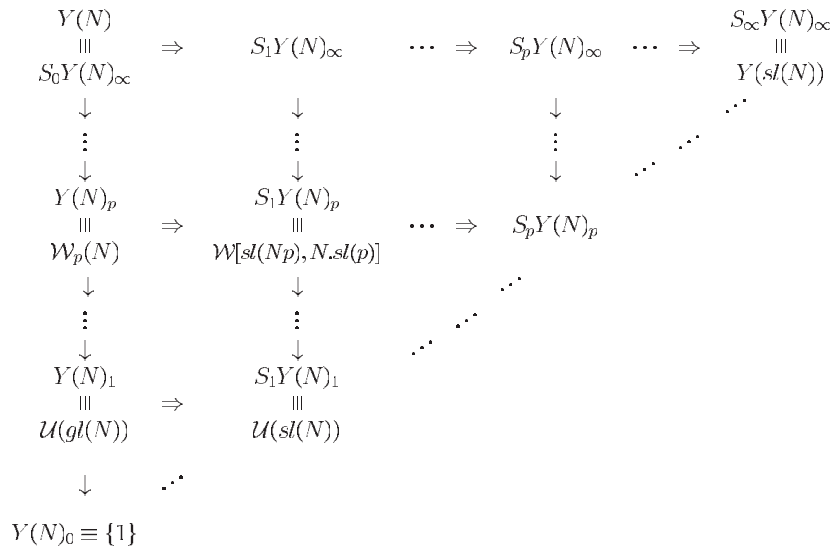 Y(N) S_∞Y(N)_∞
||| ⇒ S_1Y(N)_∞ ··· ⇒ S_pY(N)_∞ ··· ⇒ |||
S_0Y(N)_∞ Y(sl(N))
↓ ↓ ↓ ⋰
⋮ ⋮ ⋮ ⋰
↓ ↓ ↓ ⋰
Y(N)_p S_1Y(N)_p
||| ⇒ ||| ··· ⇒ S_pY(N)_p
𝒲_p(N) 𝒲[sl(Np), N.sl(p)]
↓ ↓ ⋰
⋮ ⋮ ⋰
↓ ↓ ⋰
Y(N)_1 S_1Y(N)_1
||| ⇒ |||
𝒰(gl(N)) 𝒰(sl(N))
↓ ⋰
Y(N)_0 ≡ {1}